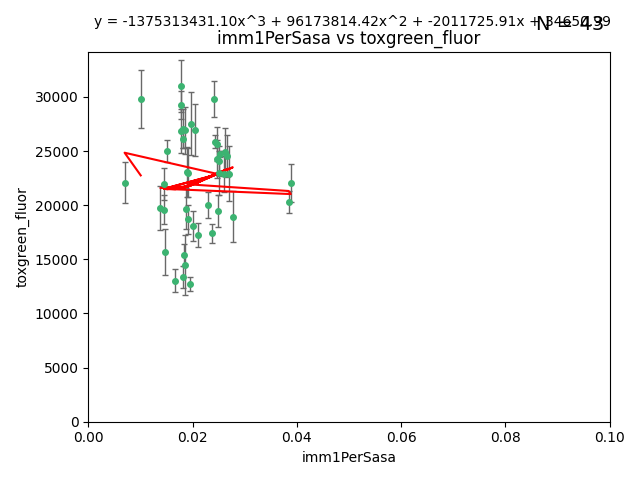 y = -1375313431.10x^3 + 96173814.42x^2 + -2011725.91x + 34650.99
N = 43
imm1PerSasa vs toxgreen_fluor
30000
25000
20000
15000
10000
5000
0
toxgreen_fluor
0.00 0.02 0.04 0.06 0.08 0.10
imm1PerSasa